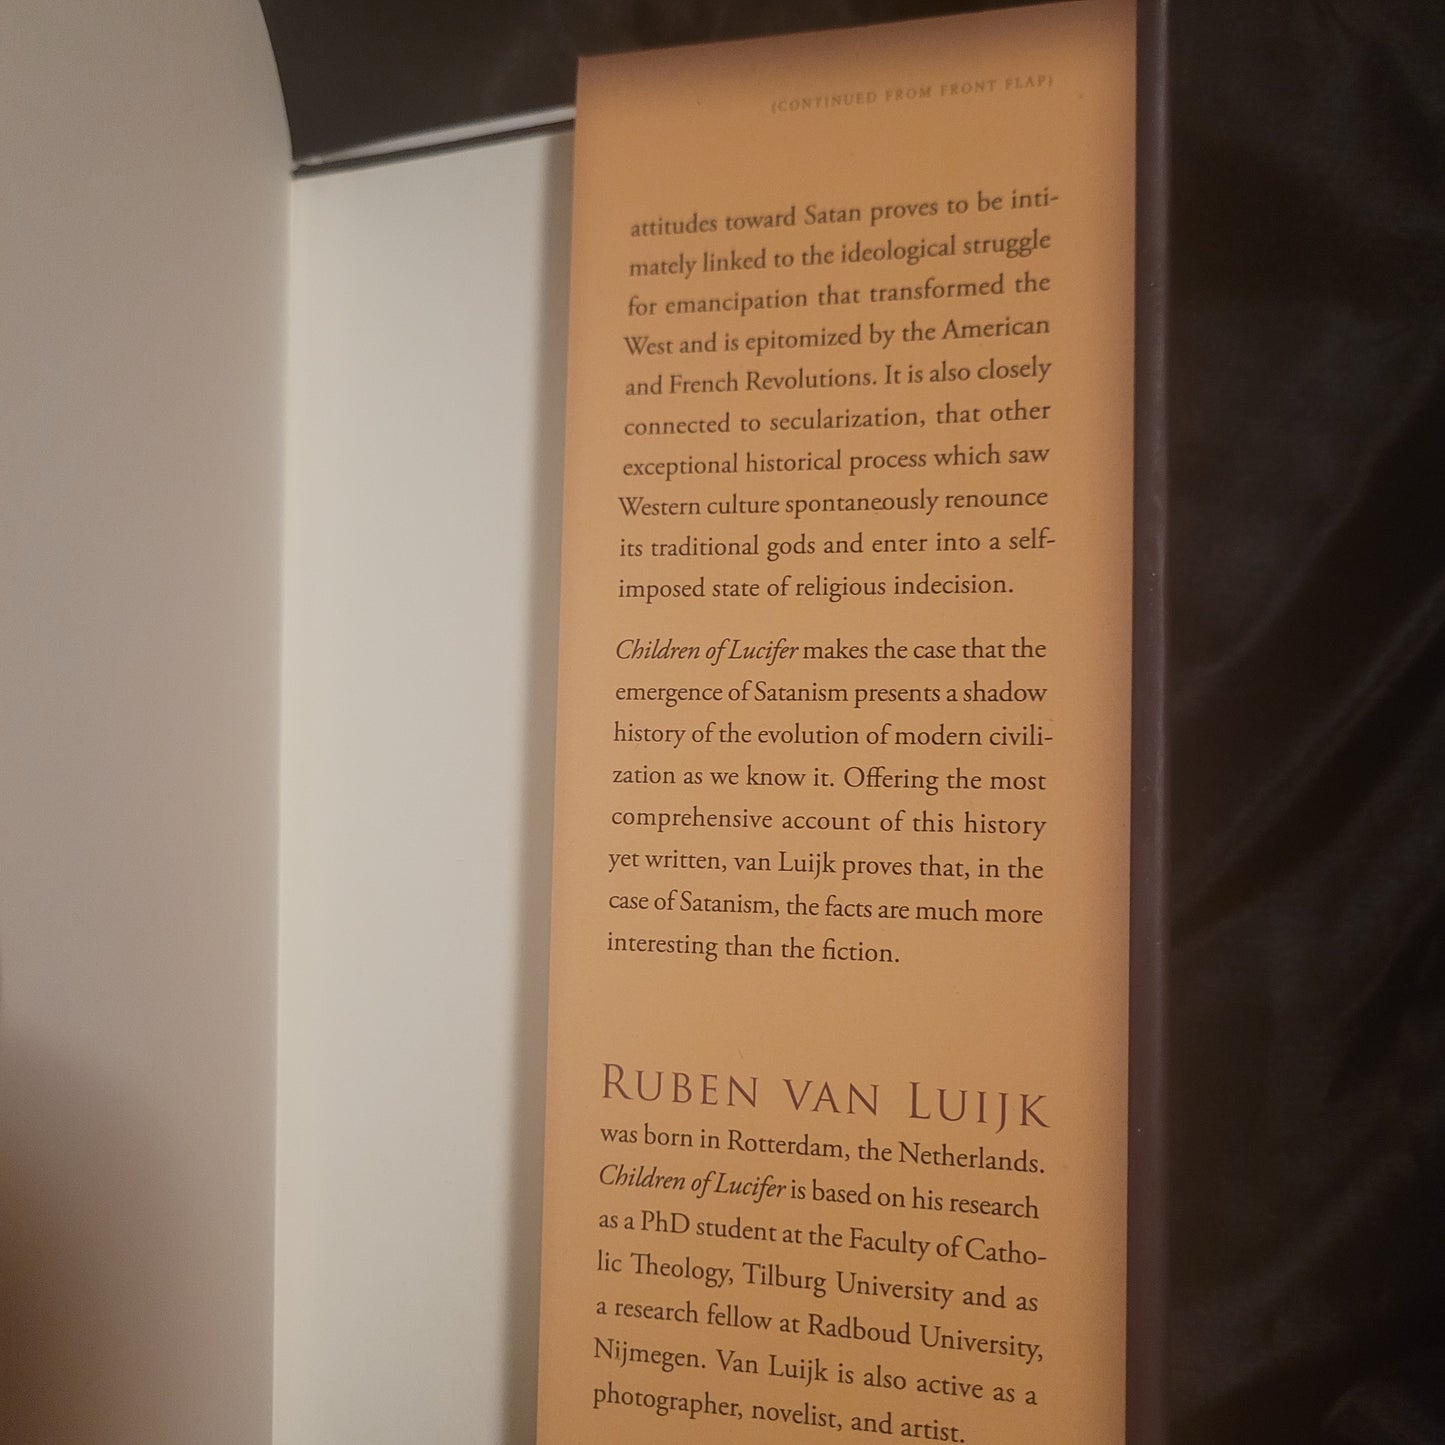 (CONTINUED FROM FRONT FLAP)
attitudes toward Satan proves to be inti-
mately linked to the ideological struggle
for emancipation that transformed the
West and is epitomized by the American
and French Revolutions. It is also closely
connected to secularization, that other
exceptional historical process which saw
Western culture spontaneously renounce
its traditional gods and enter into a self-
imposed state of religious indecision.
Children of Lucifer makes the case that the
emergence of Satanism presents a shadow
history of the evolution of modern civili-
zation as we know it. Offering the most
comprehensive account of this history
yet written, van Luijk proves that, in the
case of Satanism, the facts are much more
interesting than the fiction.
RUBEN VAN LUIJK
was born in Rotterdam, the Netherlands.
Children of Lucifer is based on his research
as a PhD student at the Faculty of Catho-
lic Theology, Tilburg University and as
a research fellow at Radboud University,
Nijmegen. Van Luijk is also active as a
photographer, novelist, and artist.